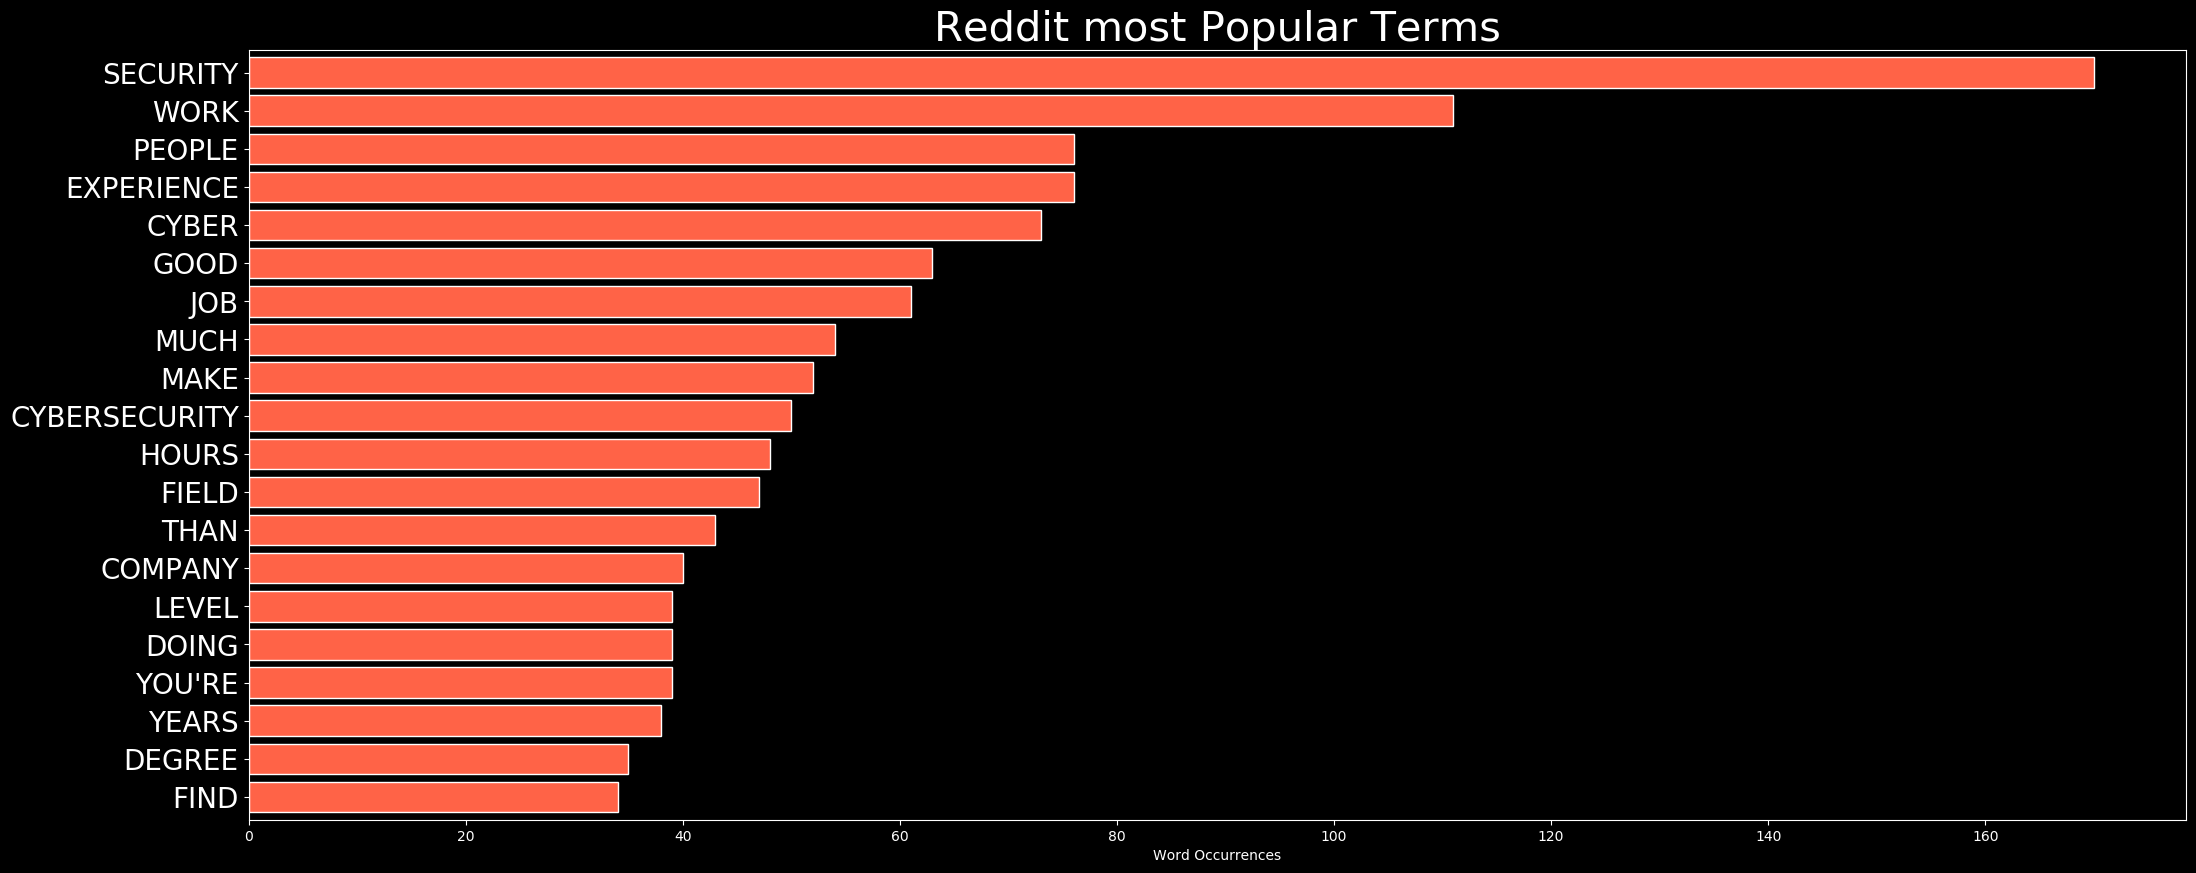 Reddit most Popular Terms
SECURITY
WORK
PEOPLE
EXPERIENCE
CYBER
GOOD
JOB
MUCH
MAKE
CYBERSECURITY
HOURS
FIELD
THAN
COMPANY
LEVEL
DOING
YOU'RE
YEARS
DEGREE
FIND
0 20 40 60 80 100 120 140 160
Word Occurrences